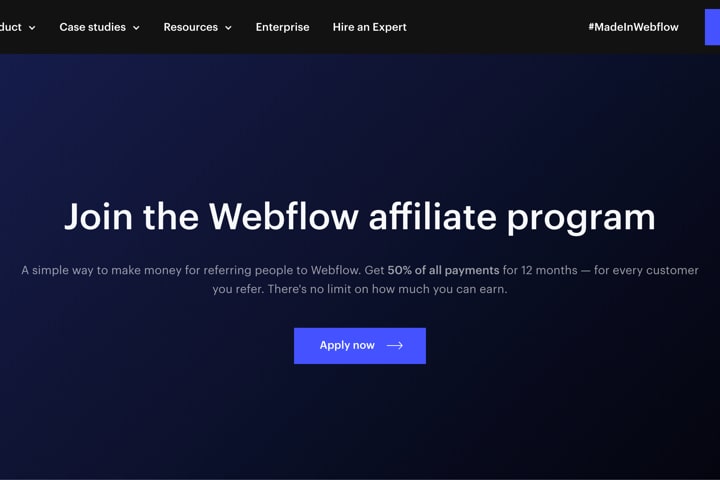 duct
Case studies
Resources
Enterprise
Hire an Expert
#MadeInWebflow
Join the Webflow affiliate program
A simple way to make money for referring people to Webflow. Get 50% of all payments for 12 months — for every customer
you refer. There's no limit on how much you can earn.
Apply now